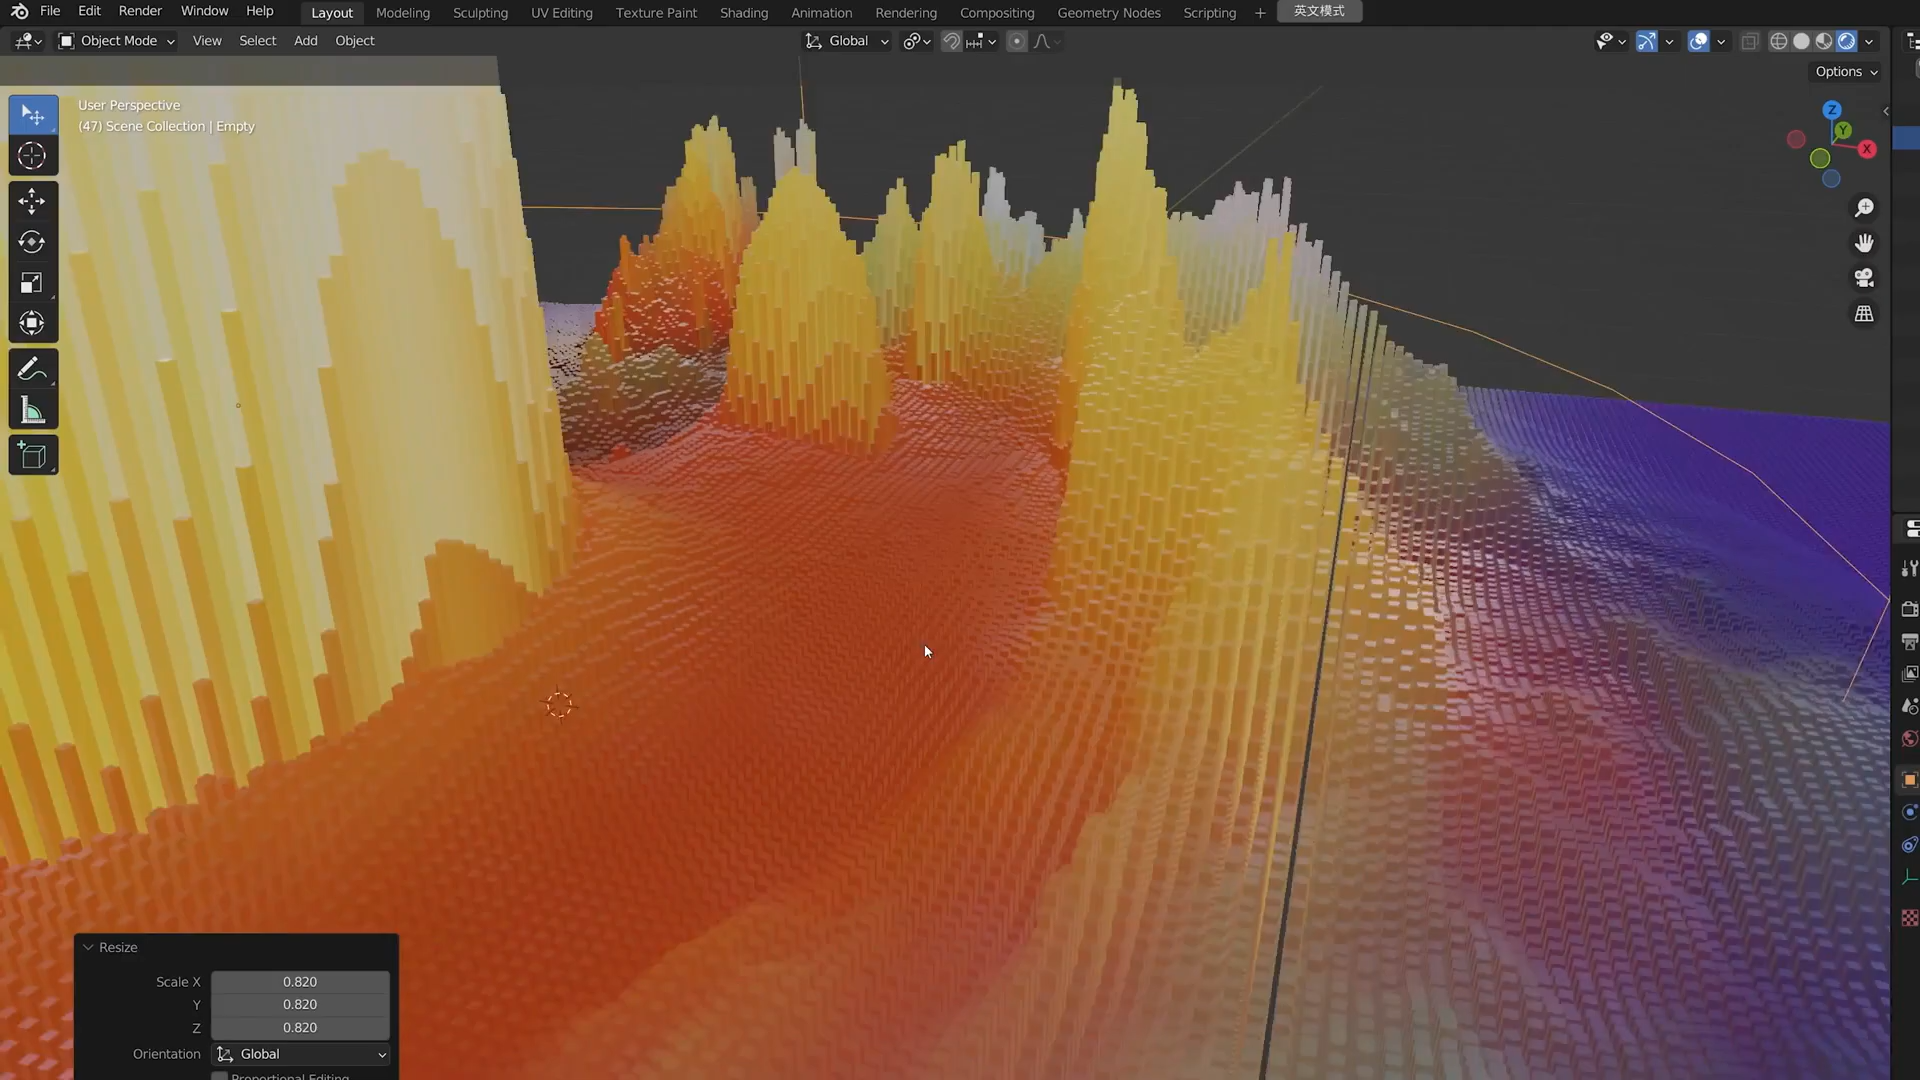 File Edit Render Window Help Layout Modeling Sculpting UV Editing Texture Paint Shading Animation Rendering Compositing Geometry Nodes Scripting + 英文模式
Object Mode View Select Add Object Global
Options
User Perspective
(47) Scene Collection | Empty
Z
Y
X
Resize
Scale X 0.820
Y 0.820
Z 0.820
Orientation Global
Proportional Editing